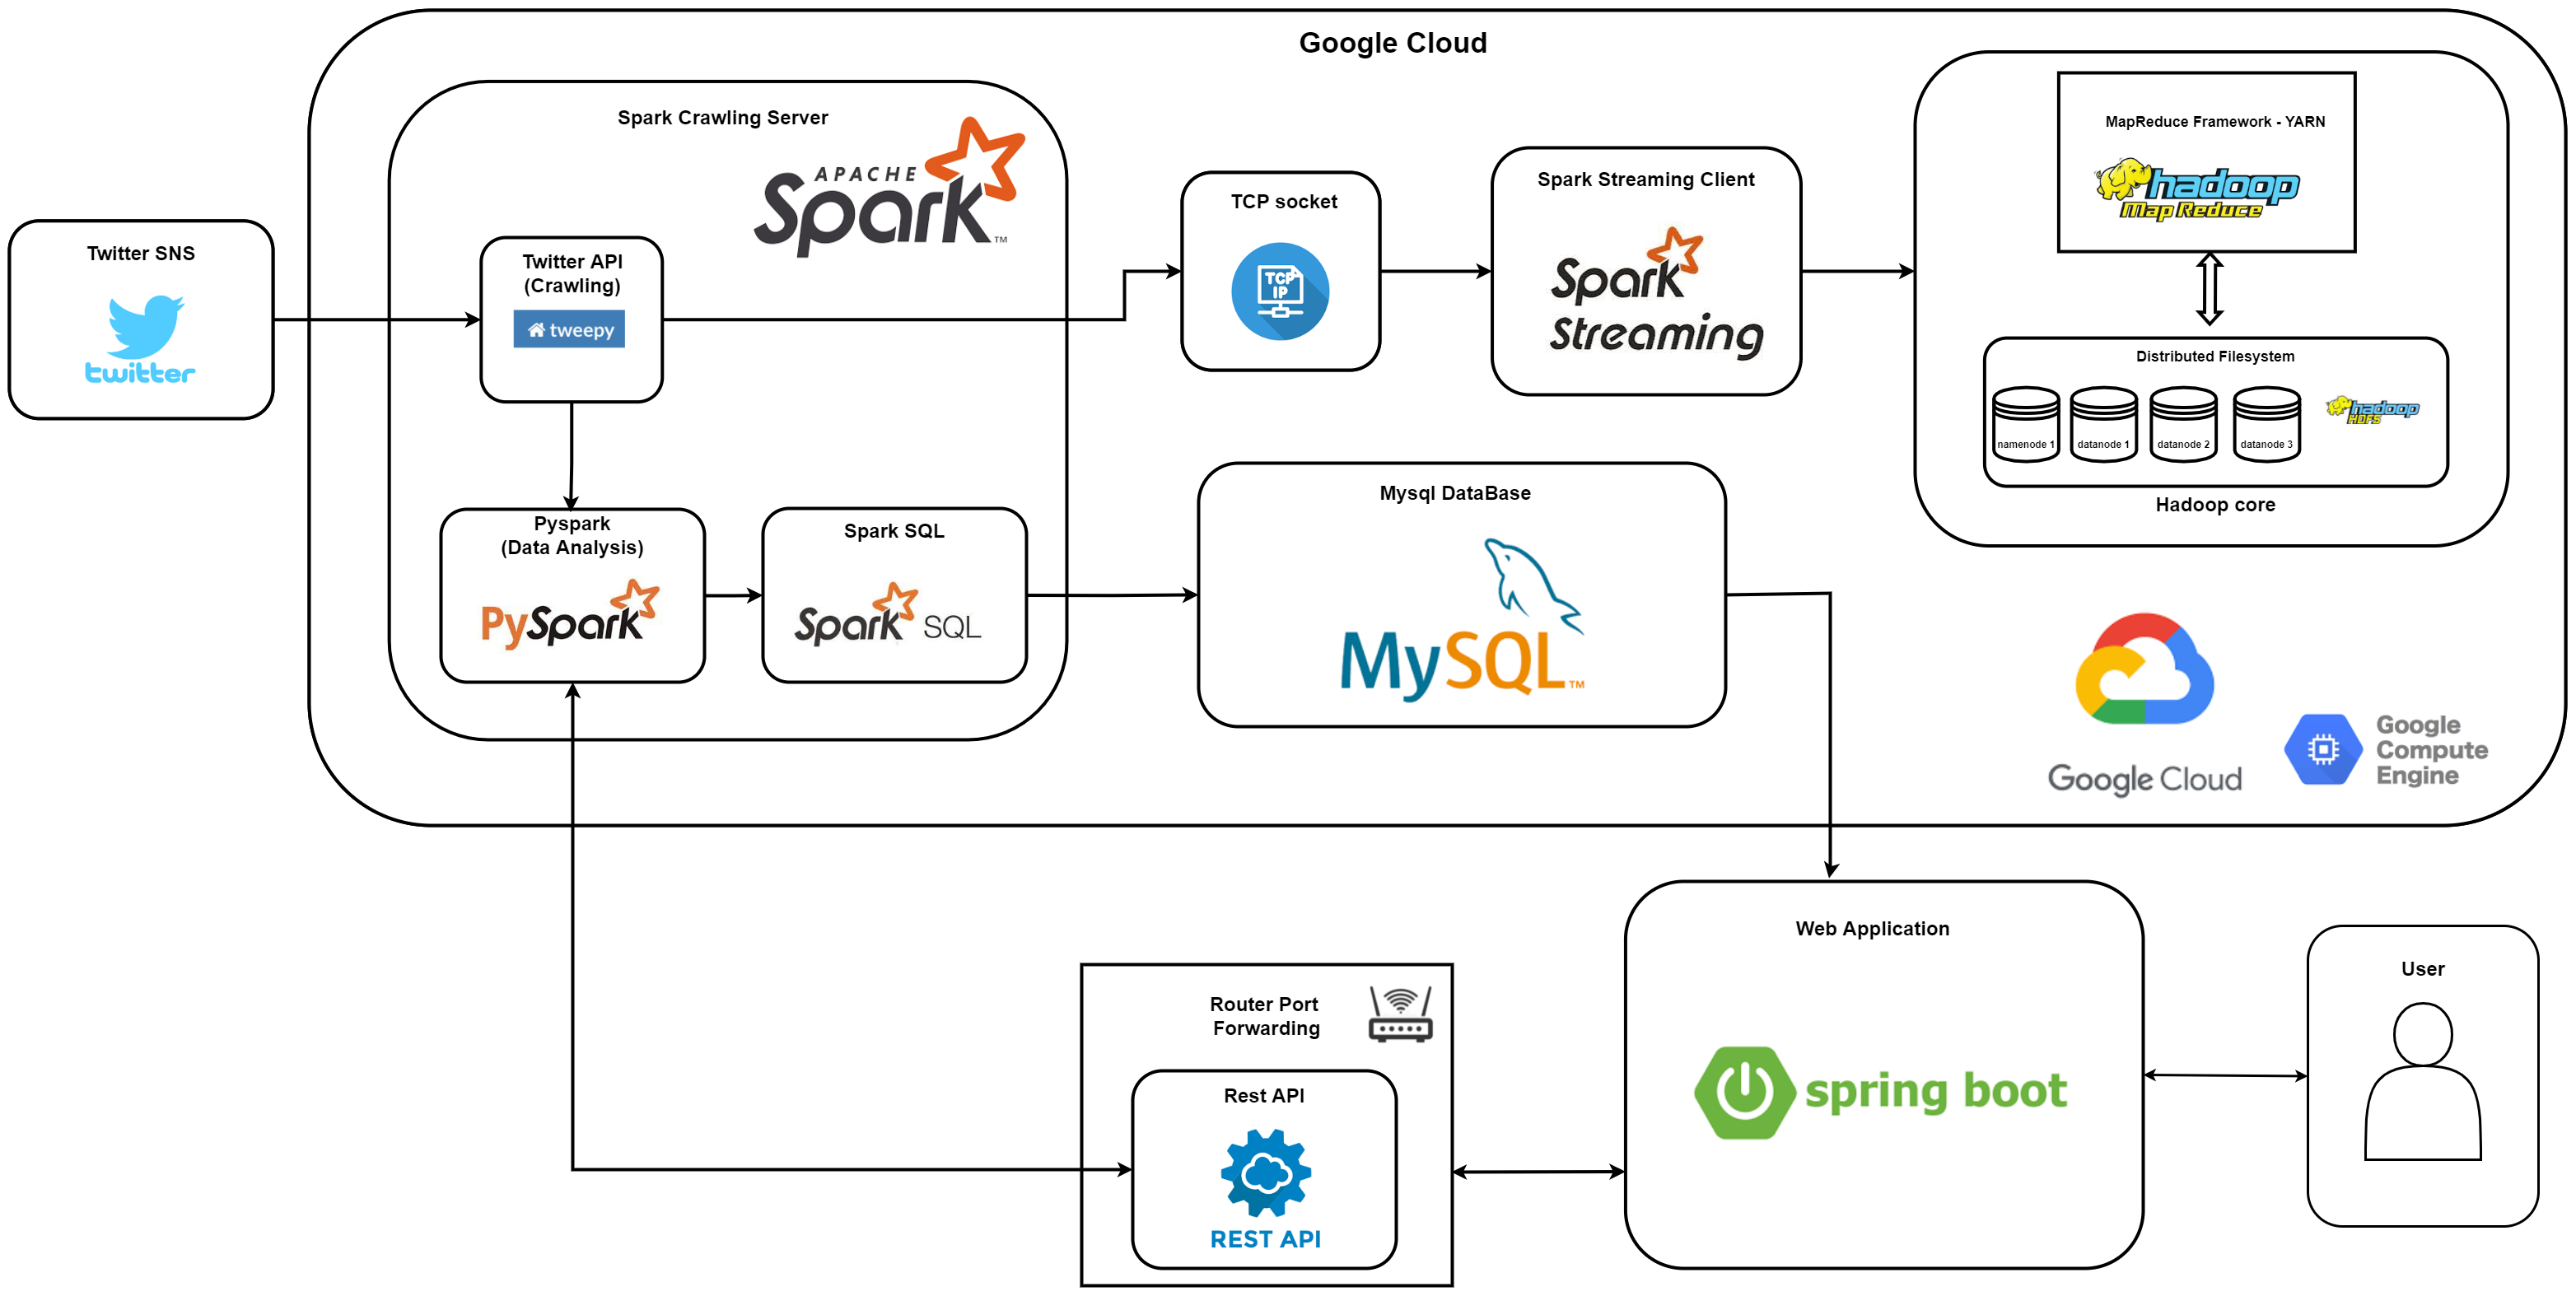 Google Cloud
Spark Crawling Server
APACHE
Spark™
Twitter SNS
twitter
Twitter API
(Crawling)
tweepy
TCP socket
TCP
IP
Spark Streaming Client
Spark
Streaming
MapReduce Framework - YARN
hadoop
Map Reduce
Distributed Filesystem
namenode 1
datanode 1
datanode 2
datanode 3
hadoop
HDFS
Hadoop core
Pyspark
(Data Analysis)
PySpark
Spark SQL
Spark SQL
Mysql DataBase
MySQL™
Google Cloud
Google
Compute
Engine
Web Application
spring boot
User
Router Port
Forwarding
Rest API
REST API